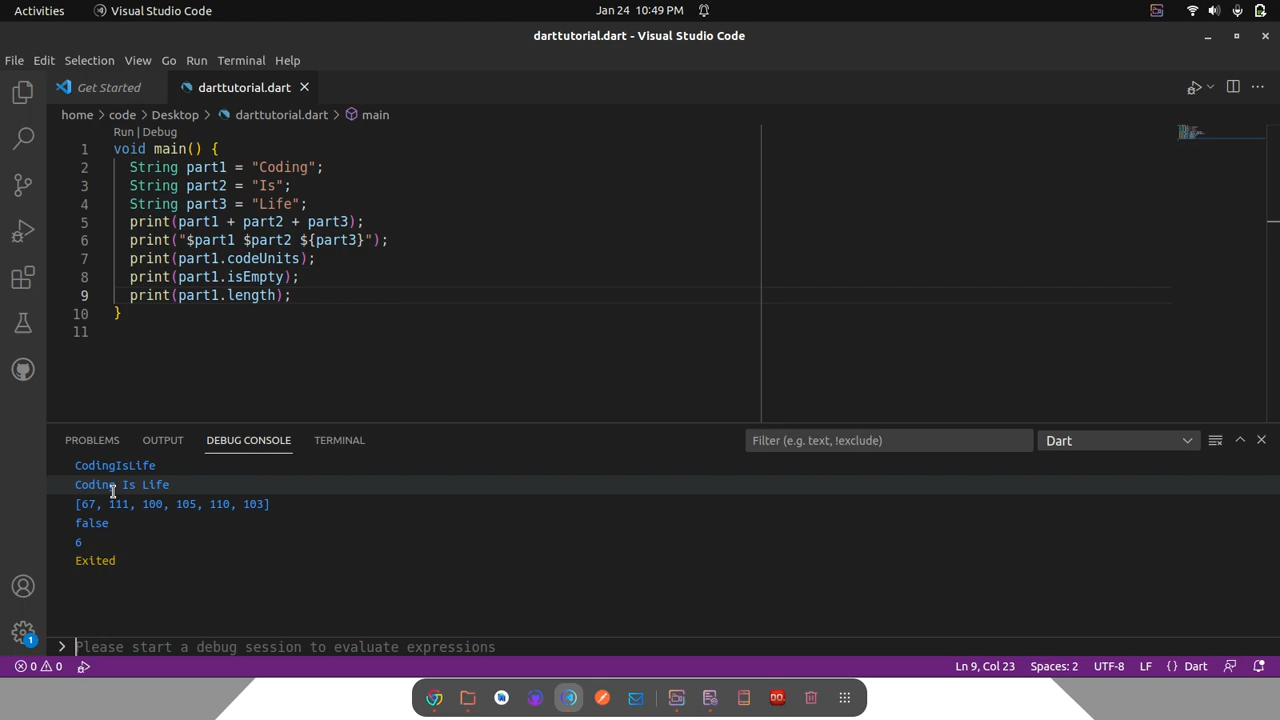 Activities Visual Studio Code Jan 24 10:49 PM
darttutorial.dart - Visual Studio Code
File Edit Selection View Go Run Terminal Help
Get Started darttutorial.dart
home > code > Desktop > darttutorial.dart > main
Run | Debug
1 void main() {
2 String part1 = "Coding";
3 String part2 = "Is";
4 String part3 = "Life";
5 print(part1 + part2 + part3);
6 print("$part1 $part2 ${part3}");
7 print(part1.codeUnits);
8 print(part1.isEmpty);
9 print(part1.length);
10 }
11
PROBLEMS OUTPUT DEBUG CONSOLE TERMINAL Filter (e.g. text, !exclude) Dart
CodingIsLife
Coding Is Life
[67, 111, 100, 105, 110, 103]
false
6
Exited
1
> Please start a debug session to evaluate expressions
0 0 Ln 9, Col 23 Spaces: 2 UTF-8 LF {} Dart